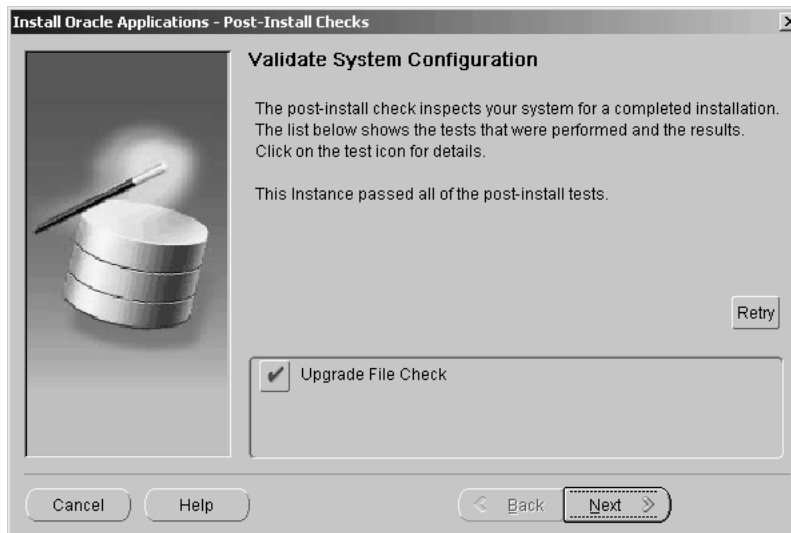 Install Oracle Applications - Post-Install Checks
Validate System Configuration
The post-install check inspects your system for a completed installation.
The list below shows the tests that were performed and the results.
Click on the test icon for details.
This Instance passed all of the post-install tests.
Retry
Upgrade File Check
Cancel
Help
Back
Next